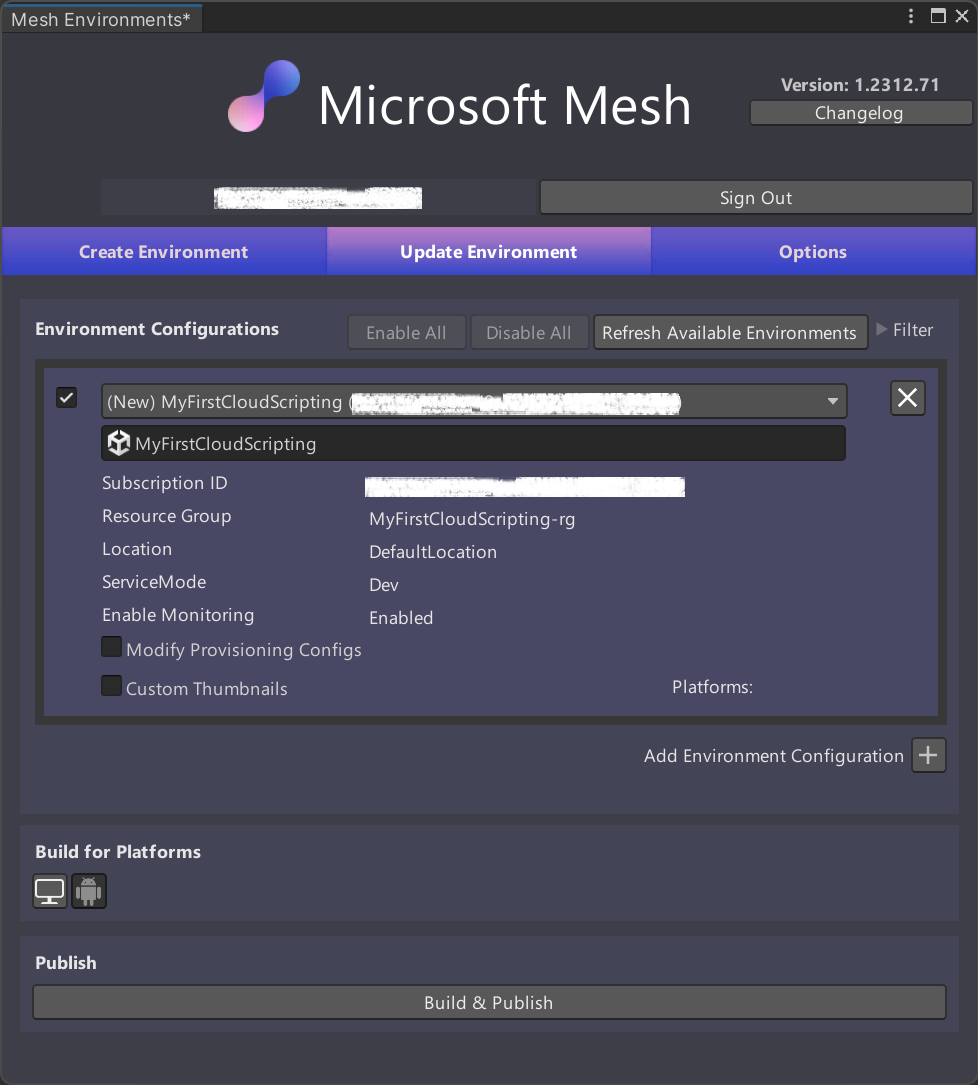 Mesh Environments*
Microsoft Mesh
Version: 1.2312.71
Changelog
Sign Out
Create Environment Update Environment Options
Environment Configurations Enable All Disable All Refresh Available Environments Filter
(New) MyFirstCloudScripting (
MyFirstCloudScripting
Subscription ID
Resource Group MyFirstCloudScripting-rg
Location DefaultLocation
ServiceMode Dev
Enable Monitoring Enabled
Modify Provisioning Configs
Custom Thumbnails Platforms:
Add Environment Configuration
Build for Platforms
Publish
Build & Publish